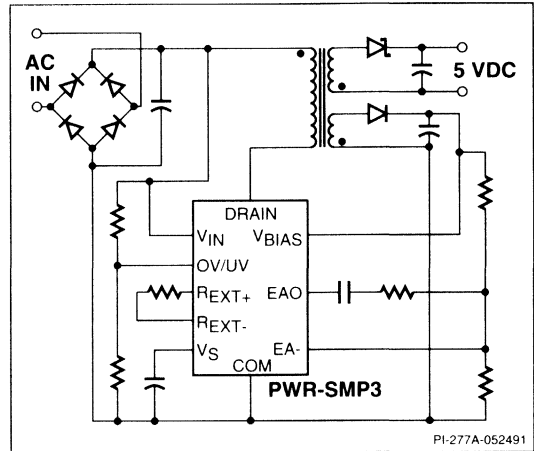 AC
IN
5 VDC
DRAIN
VIN
VBIAS
OV/UV
REXT+
EAO
REXT-
VS
EA-
COM
PWR-SMP3
PI-277A-052491